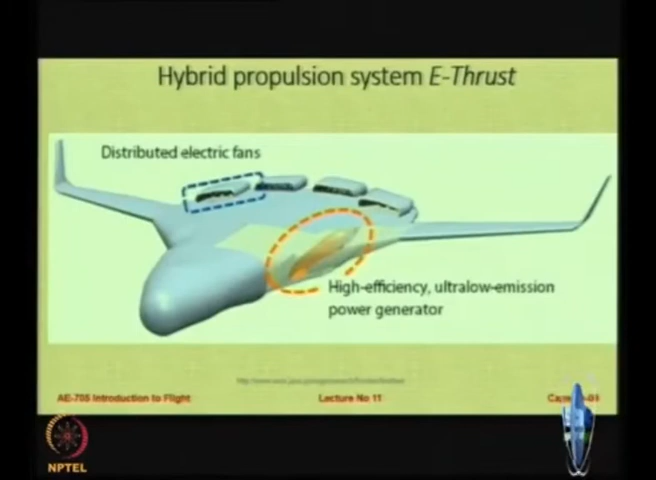 Hybrid propulsion system E-Thrust
Distributed electric fans
High-efficiency, ultralow-emission
power generator
AE-705 Introduction to Flight
Lecture No 11
NPTEL